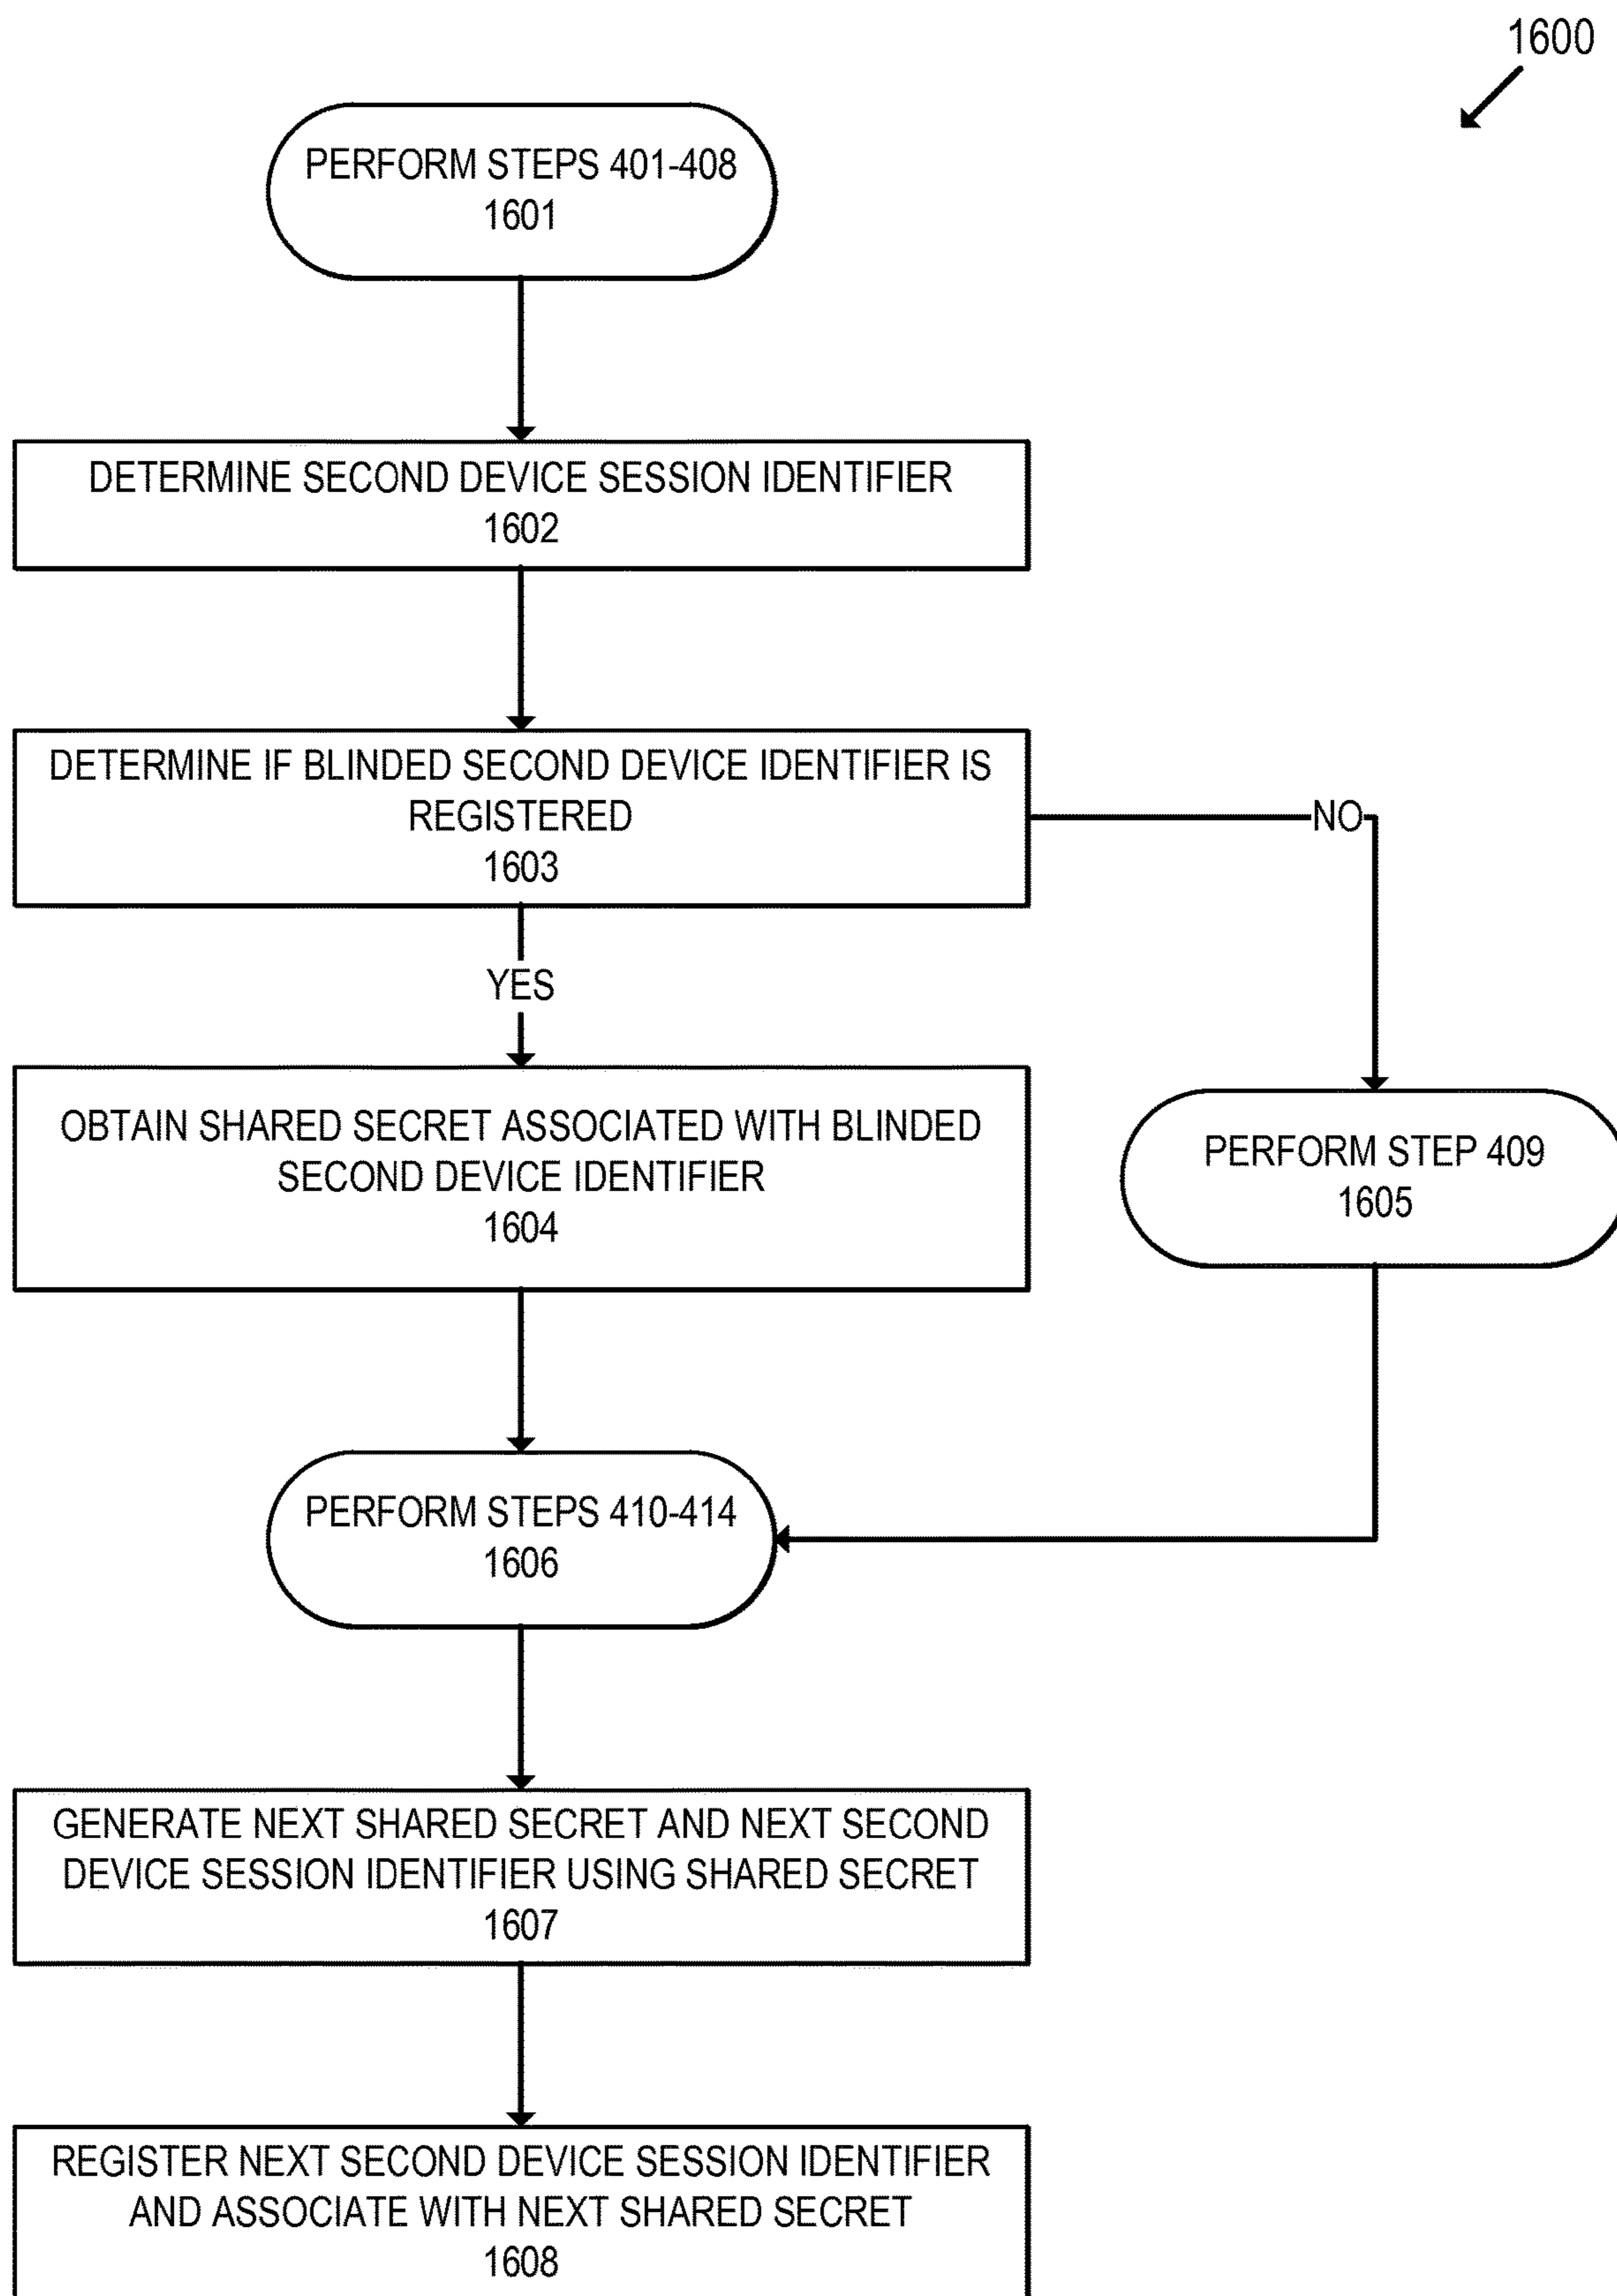 1600
PERFORM STEPS 401-408
1601
DETERMINE SECOND DEVICE SESSION IDENTIFIER
1602
DETERMINE IF BLINDED SECOND DEVICE IDENTIFIER IS
REGISTERED
1603
NO
YES
OBTAIN SHARED SECRET ASSOCIATED WITH BLINDED
SECOND DEVICE IDENTIFIER
1604
PERFORM STEP 409
1605
PERFORM STEPS 410-414
1606
GENERATE NEXT SHARED SECRET AND NEXT SECOND
DEVICE SESSION IDENTIFIER USING SHARED SECRET
1607
REGISTER NEXT SECOND DEVICE SESSION IDENTIFIER
AND ASSOCIATE WITH NEXT SHARED SECRET
1608